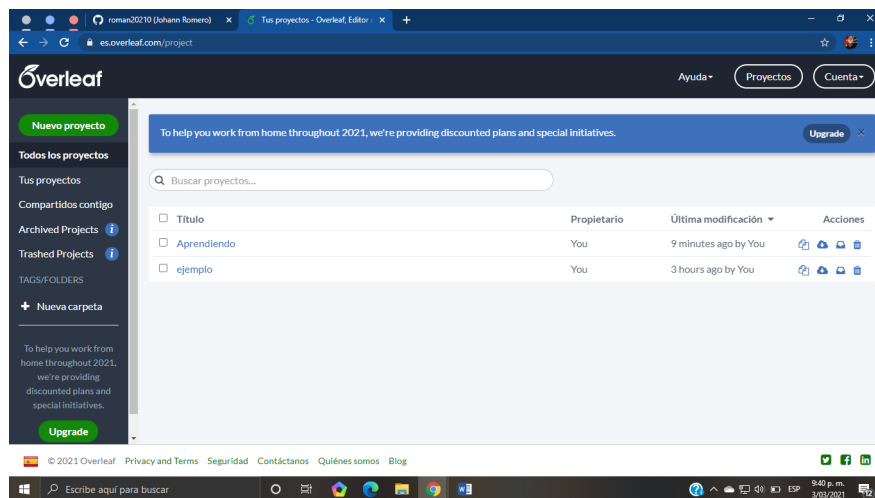 roman20210 (Johann Romero)
Tus proyectos - Overleaf, Editor
es.overleaf.com/project
Overleaf
Ayuda
Proyectos
Cuenta
Nuevo proyecto
Todos los proyectos
Tus proyectos
Compartidos contigo
Archived Projects i
Trashed Projects i
TAGS/FOLDERS
Nueva carpeta
To help you work from
home throughout 2021,
we're providing
discounted plans and
special initiatives.
Upgrade
To help you work from home throughout 2021, we're providing discounted plans and special initiatives.
Upgrade
Buscar proyectos...
Título Propietario Última modificación Acciones
Aprendiendo You 9 minutes ago by You
ejemplo You 3 hours ago by You
© 2021 Overleaf Privacy and Terms Seguridad Contáctanos Quiénes somos Blog
Escribe aquí para buscar
ESP
9:40 p. m.
3/03/2021